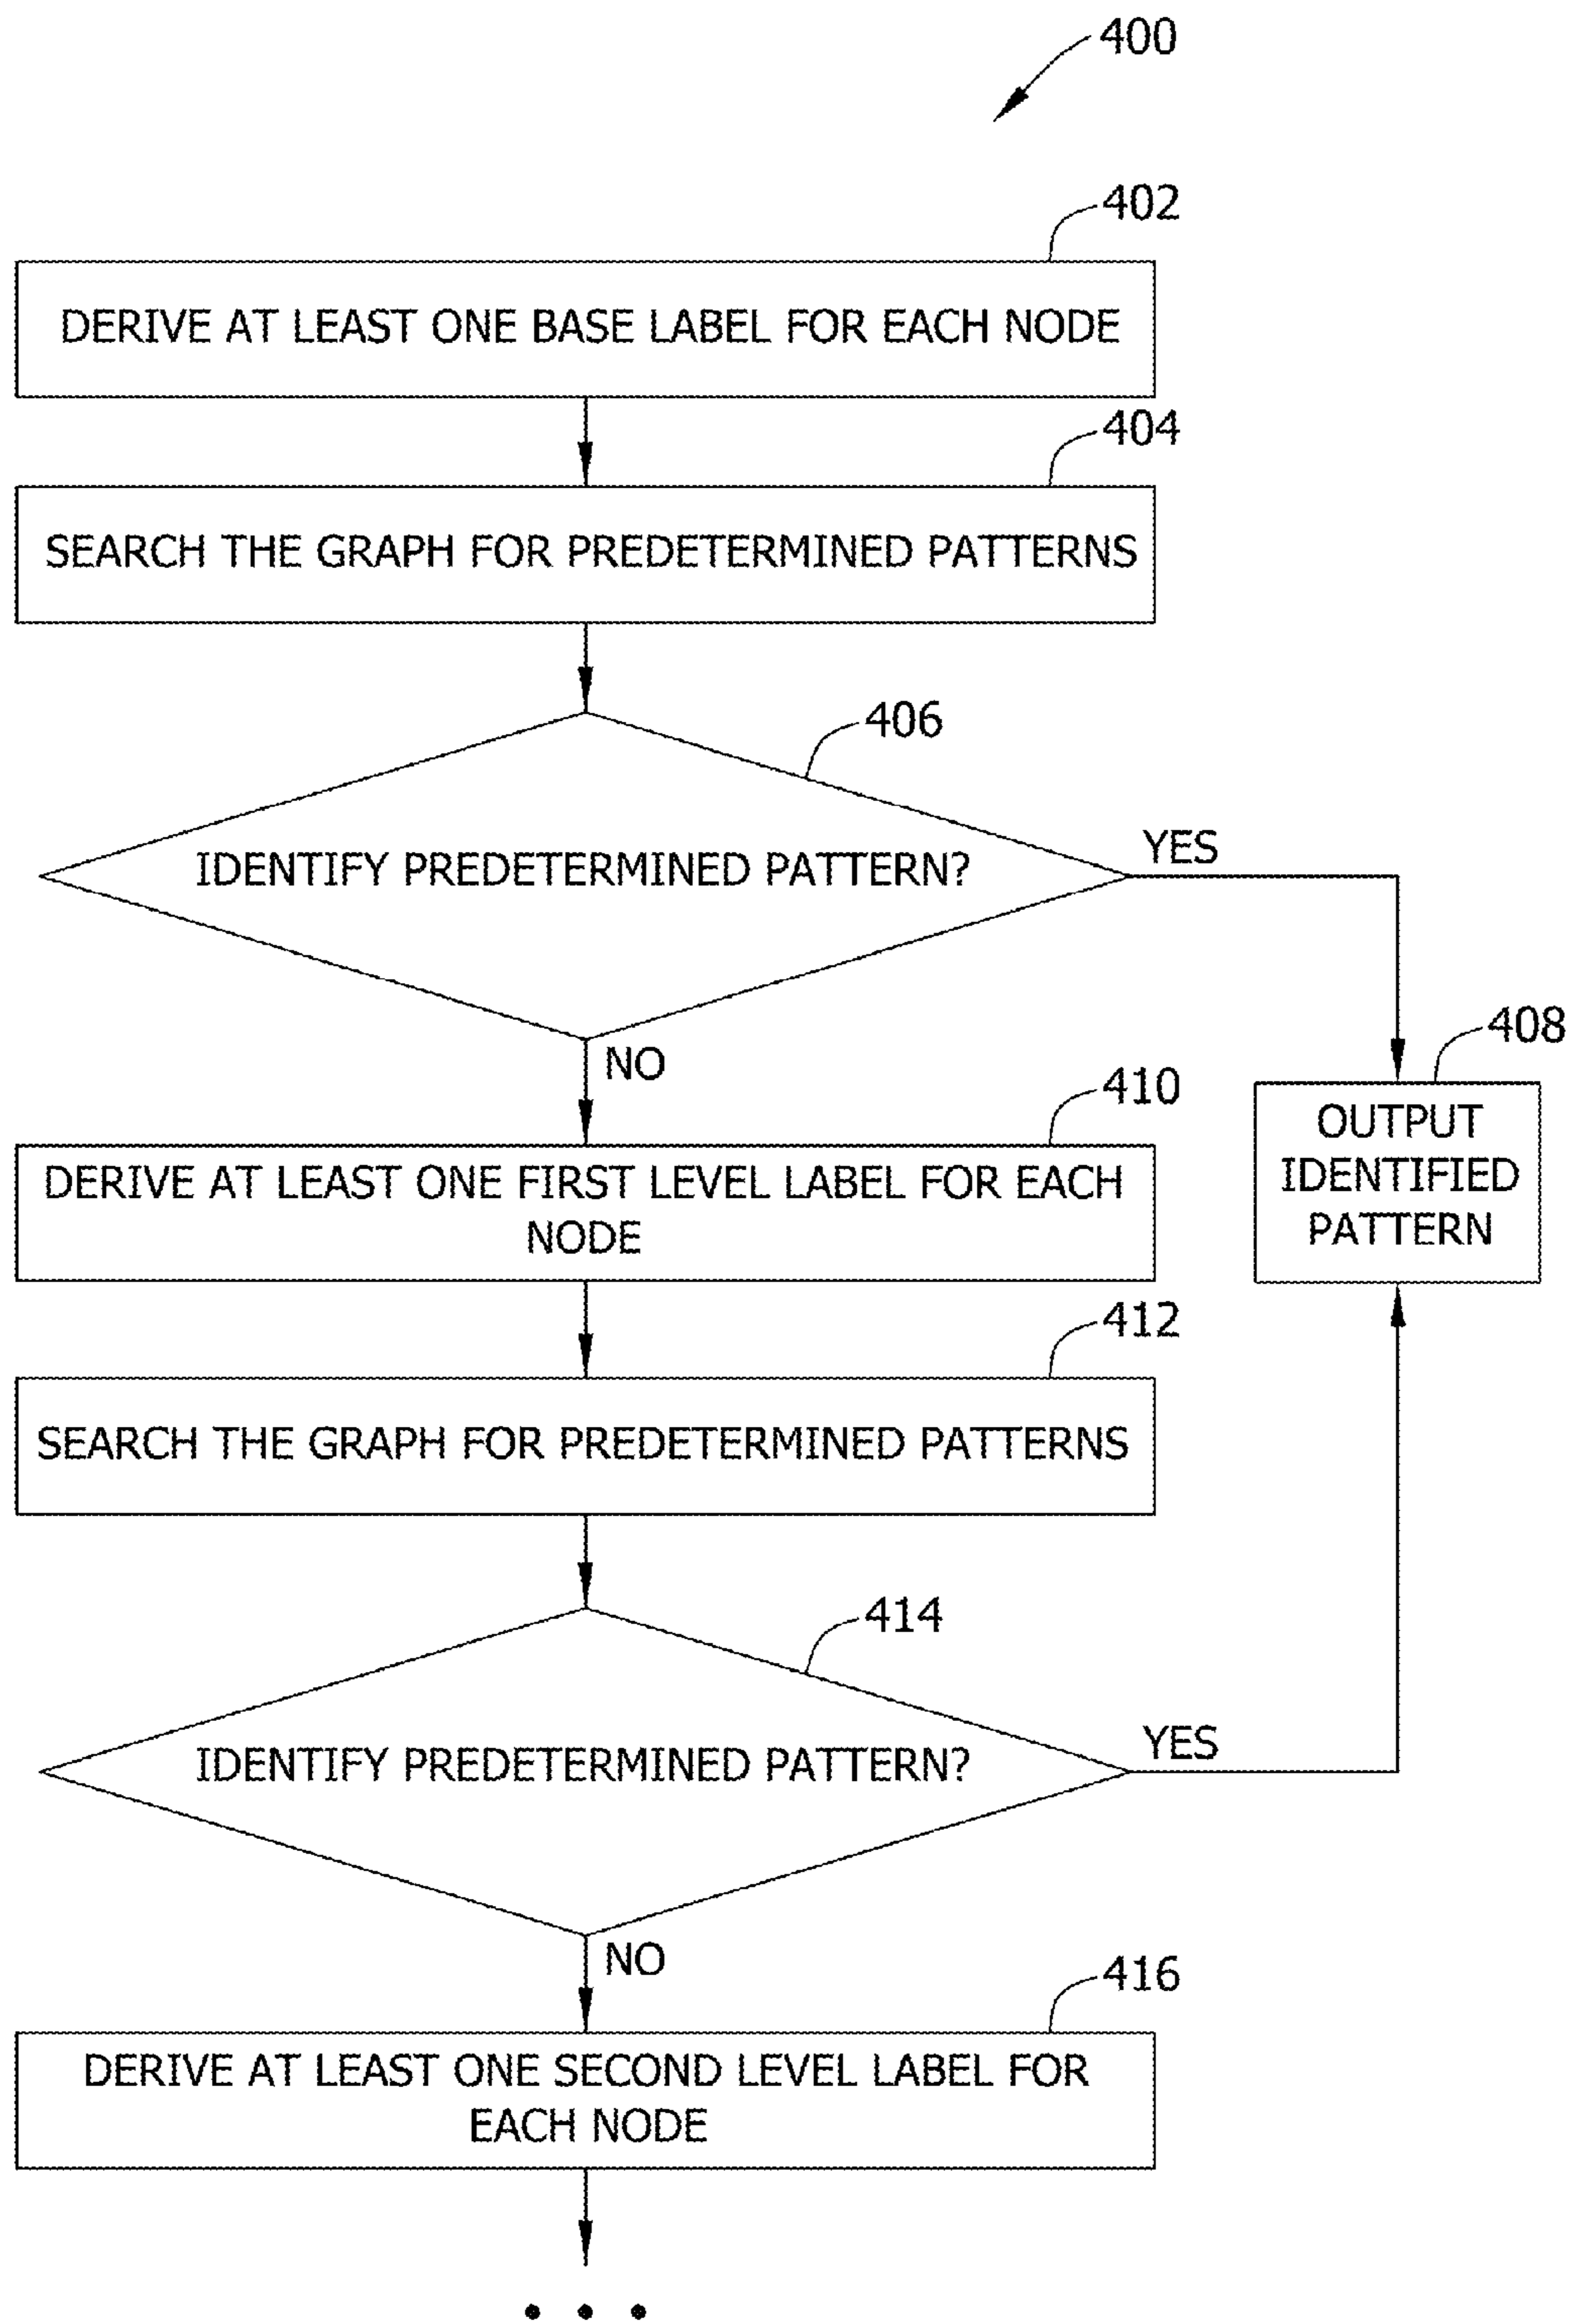 400
402
DERIVE AT LEAST ONE BASE LABEL FOR EACH NODE
404
SEARCH THE GRAPH FOR PREDETERMINED PATTERNS
406
IDENTIFY PREDETERMINED PATTERN?
YES
NO
408
OUTPUT
IDENTIFIED
PATTERN
410
DERIVE AT LEAST ONE FIRST LEVEL LABEL FOR EACH
NODE
412
SEARCH THE GRAPH FOR PREDETERMINED PATTERNS
414
IDENTIFY PREDETERMINED PATTERN?
YES
NO
416
DERIVE AT LEAST ONE SECOND LEVEL LABEL FOR
EACH NODE
• • •